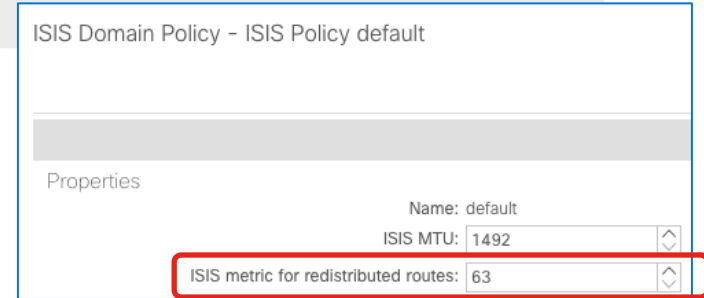 ISIS Domain Policy - ISIS Policy default
Properties
Name: default
ISIS MTU: 1492
ISIS metric for redistributed routes: 63